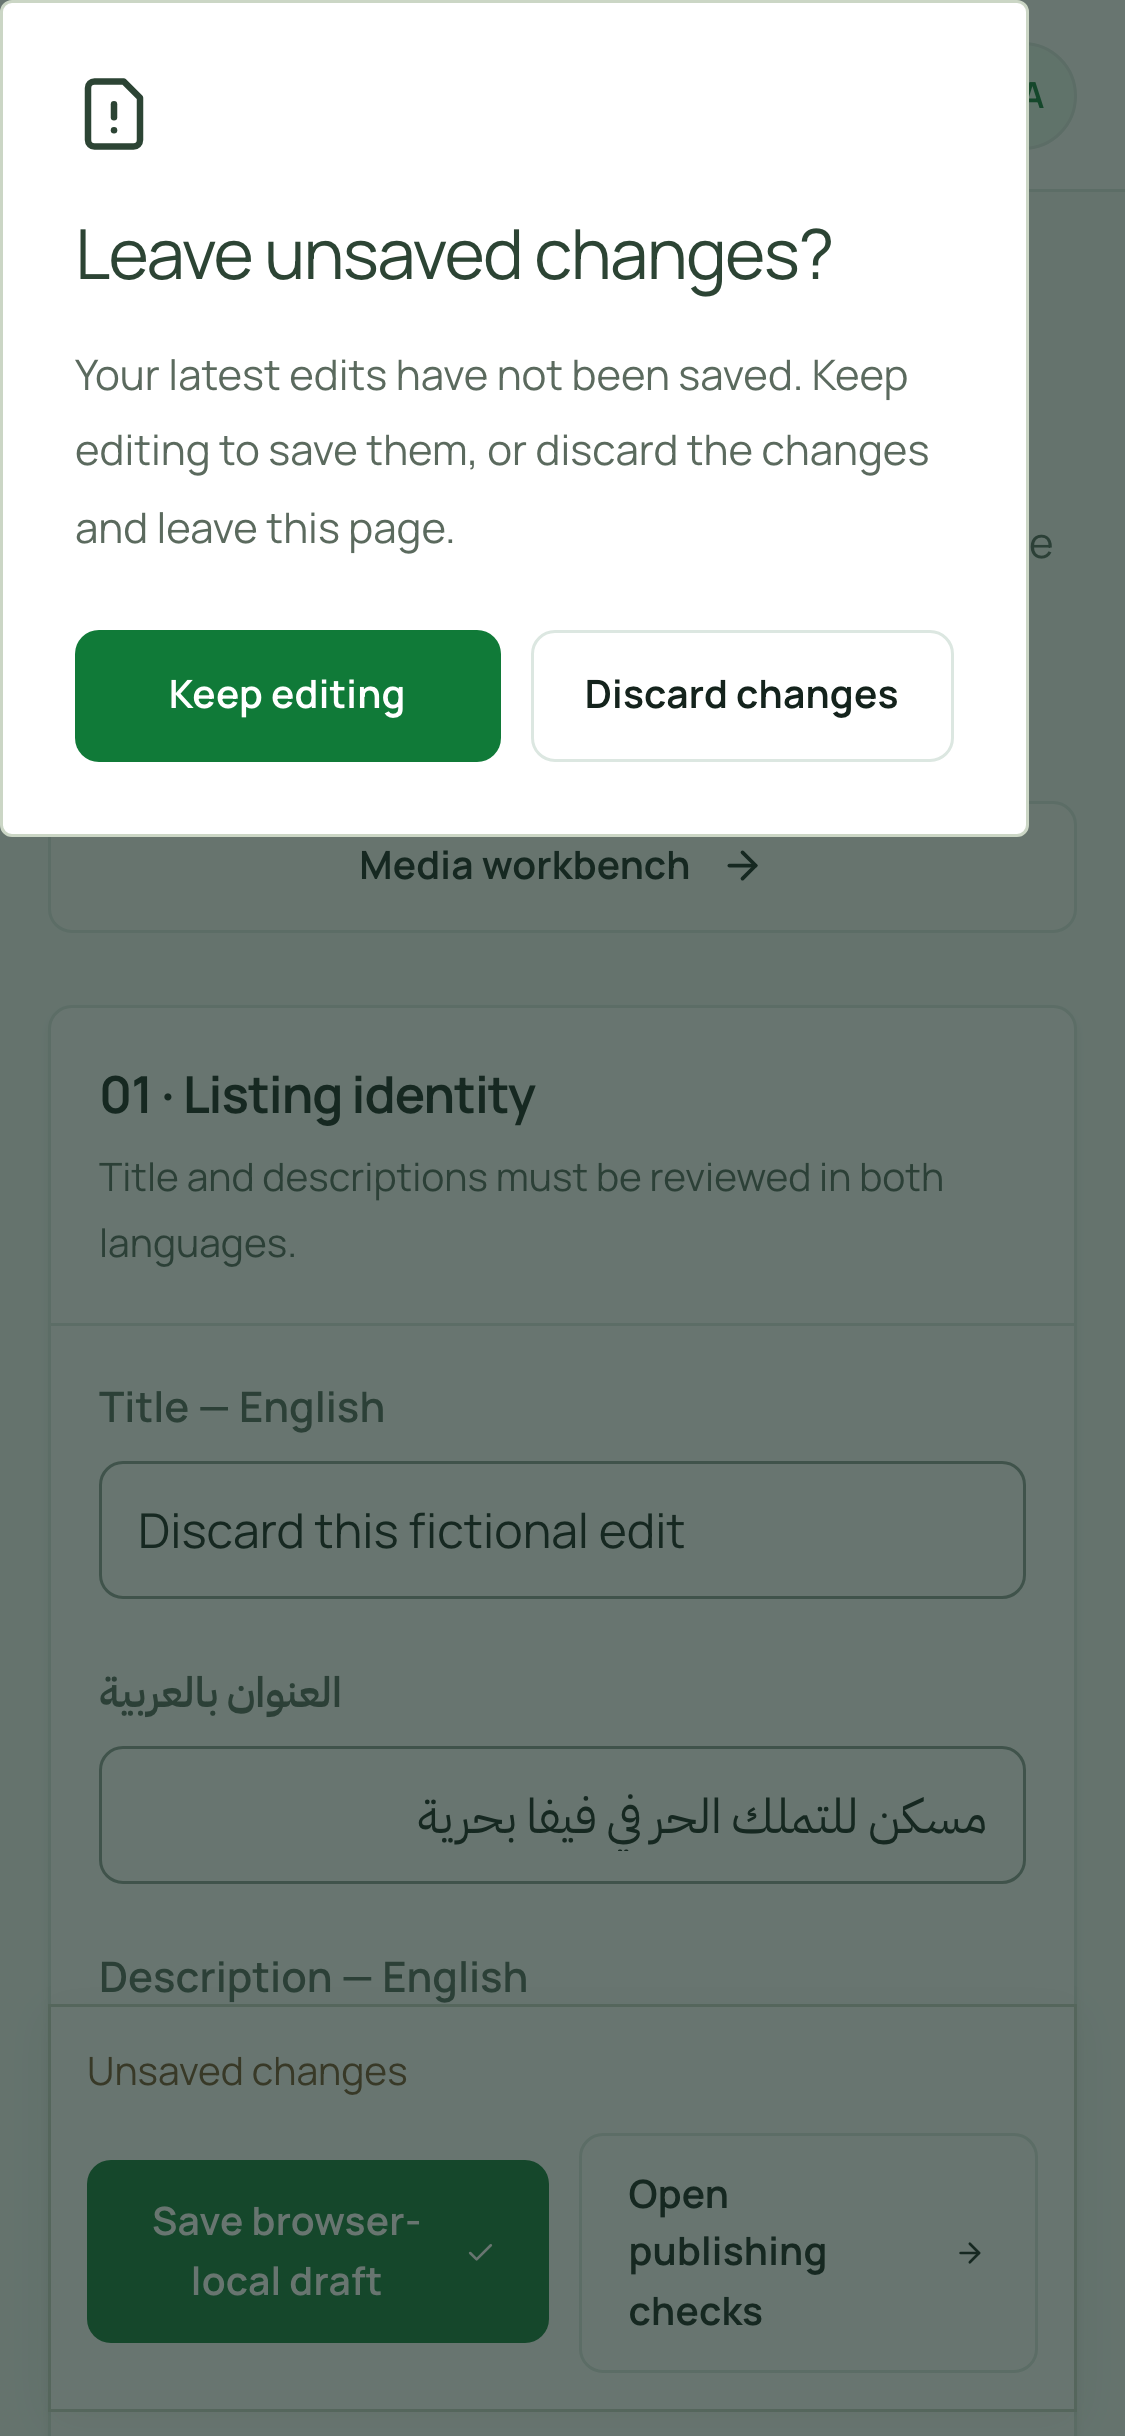 A
Leave unsaved changes?
Your latest edits have not been saved. Keep
editing to save them, or discard the changes
and leave this page.
e
Keep editing
Discard changes
Media workbench
01 · Listing identity
Title and descriptions must be reviewed in both
languages.
Title — English
Discard this fictional edit
العنوان بالعربية
مسكن للتملك الحر في فيفا بحرية
Description — English
Unsaved changes
Save browser-
local draft
Open
publishing
checks